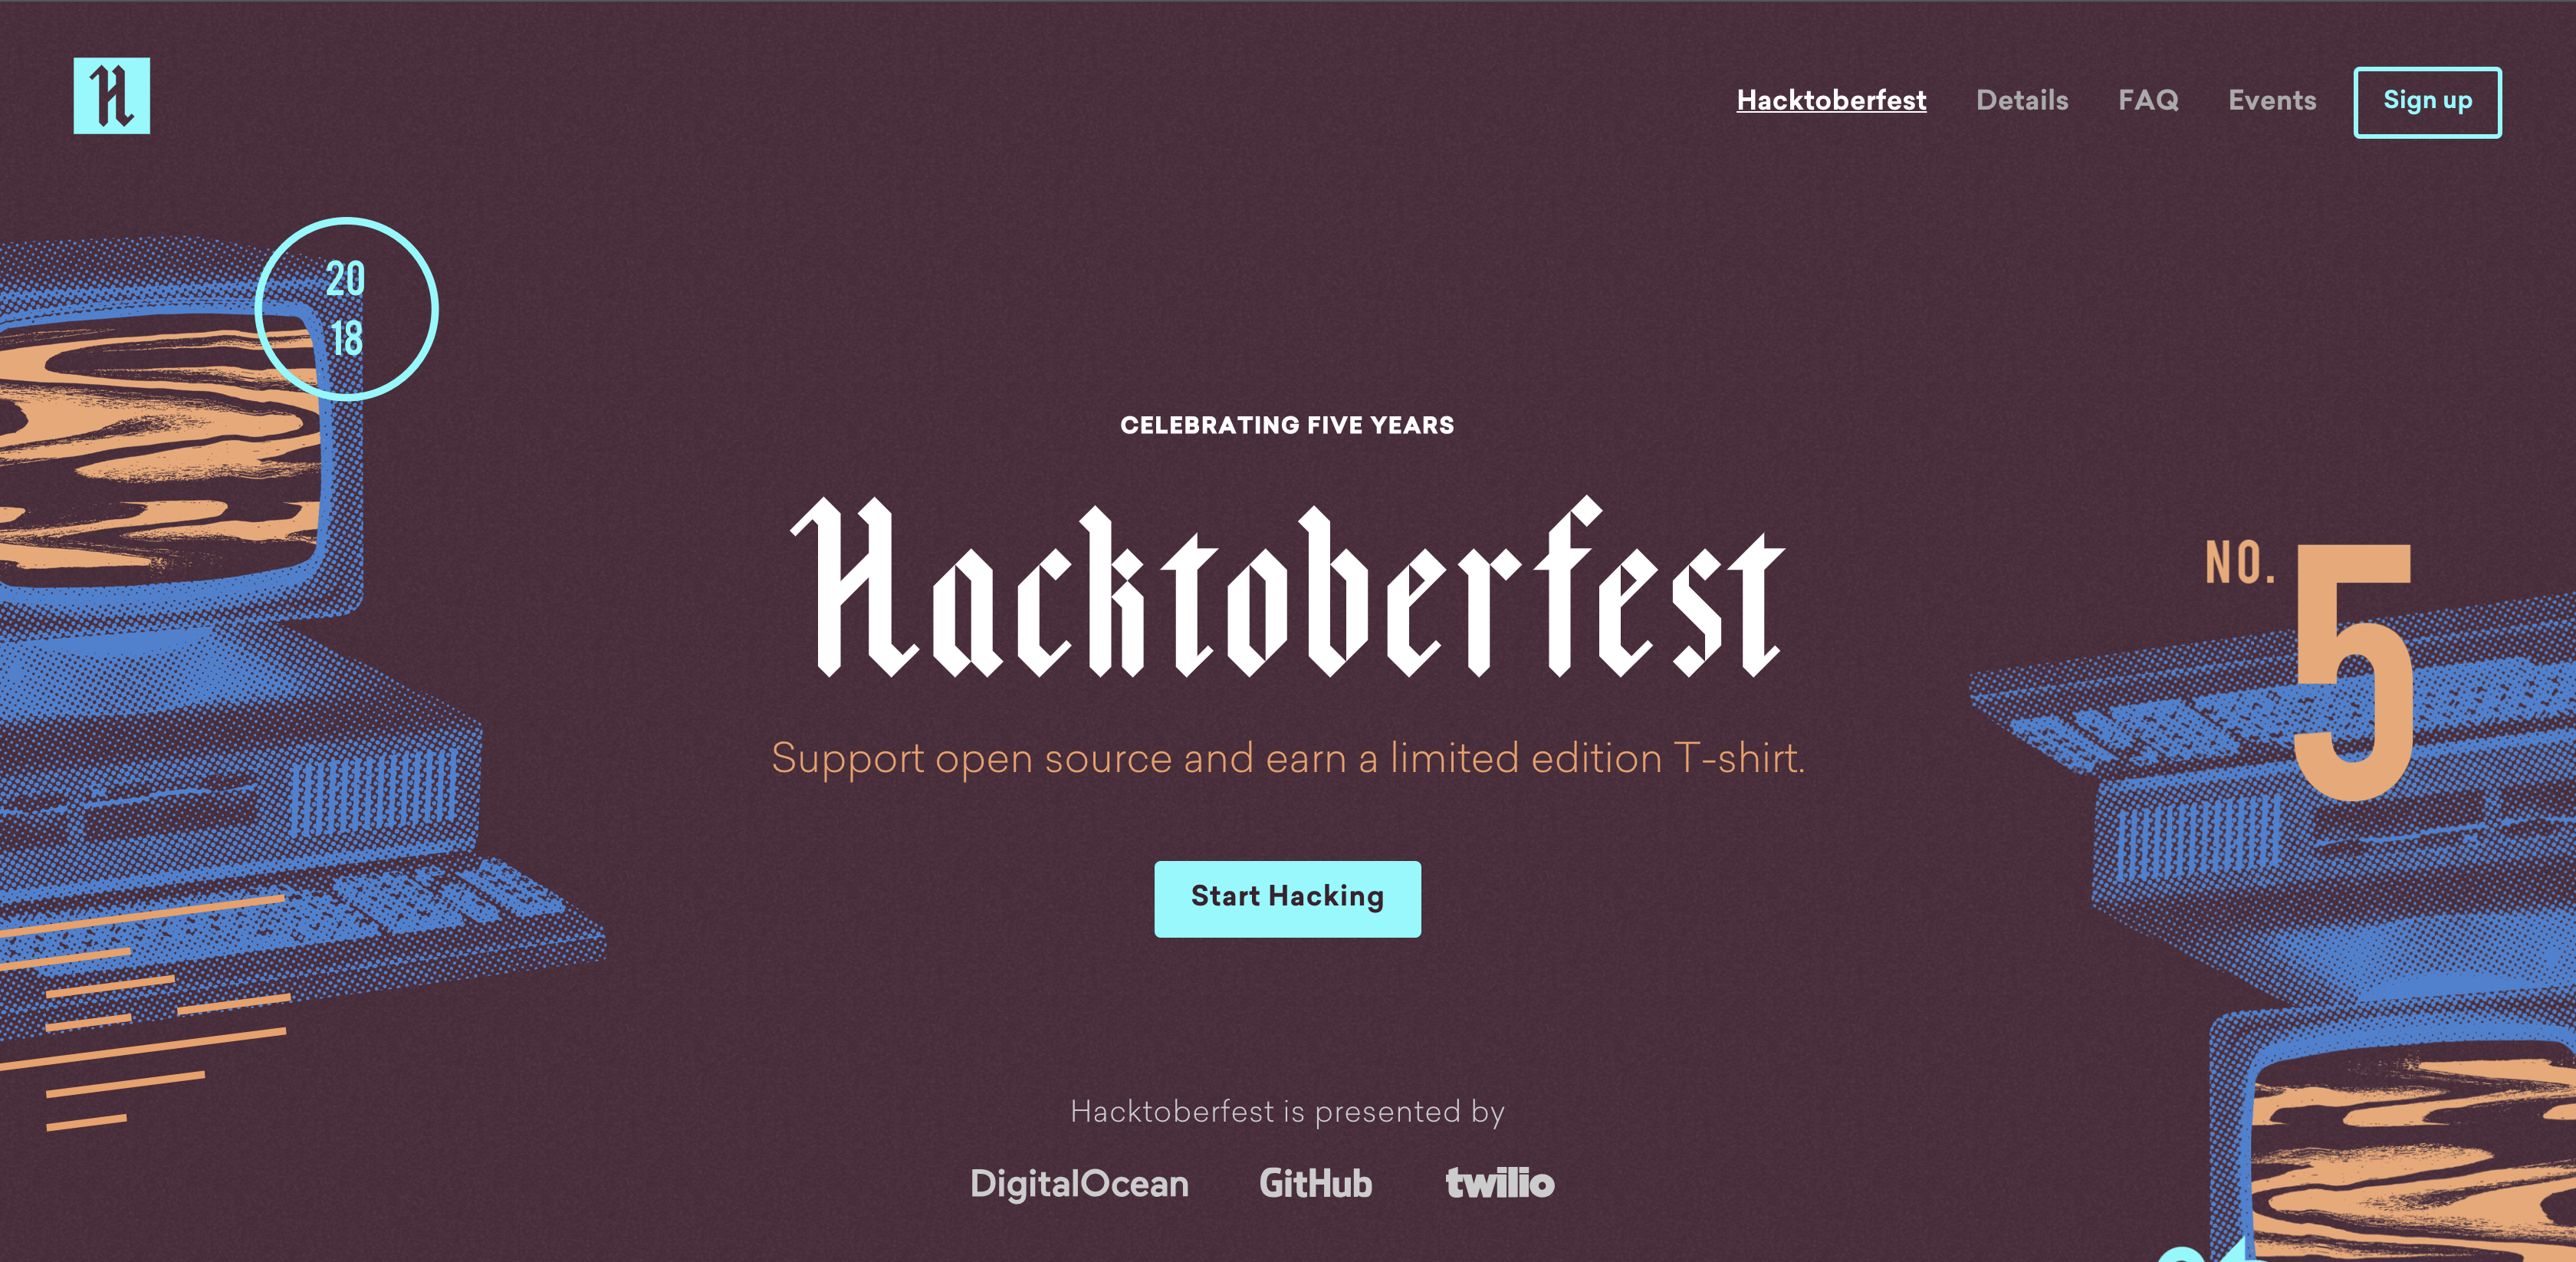 H
Hacktoberfest Details FAQ Events Sign up
20
18
CELEBRATING FIVE YEARS
Hacktoberfest
NO. 5
Support open source and earn a limited edition T-shirt.
Start Hacking
Hacktoberfest is presented by
DigitalOcean GitHub twilio